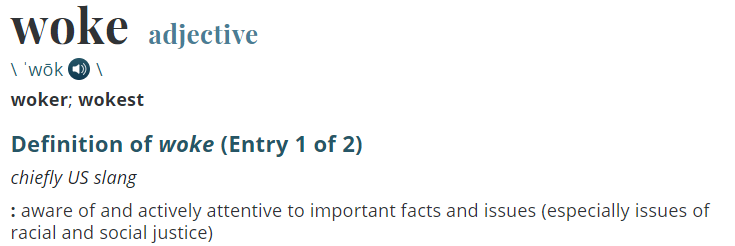 woke adjective
\ ˈwōk \
woker; wokest
Definition of woke (Entry 1 of 2)
chiefly US slang
: aware of and actively attentive to important facts and issues (especially issues of
racial and social justice)